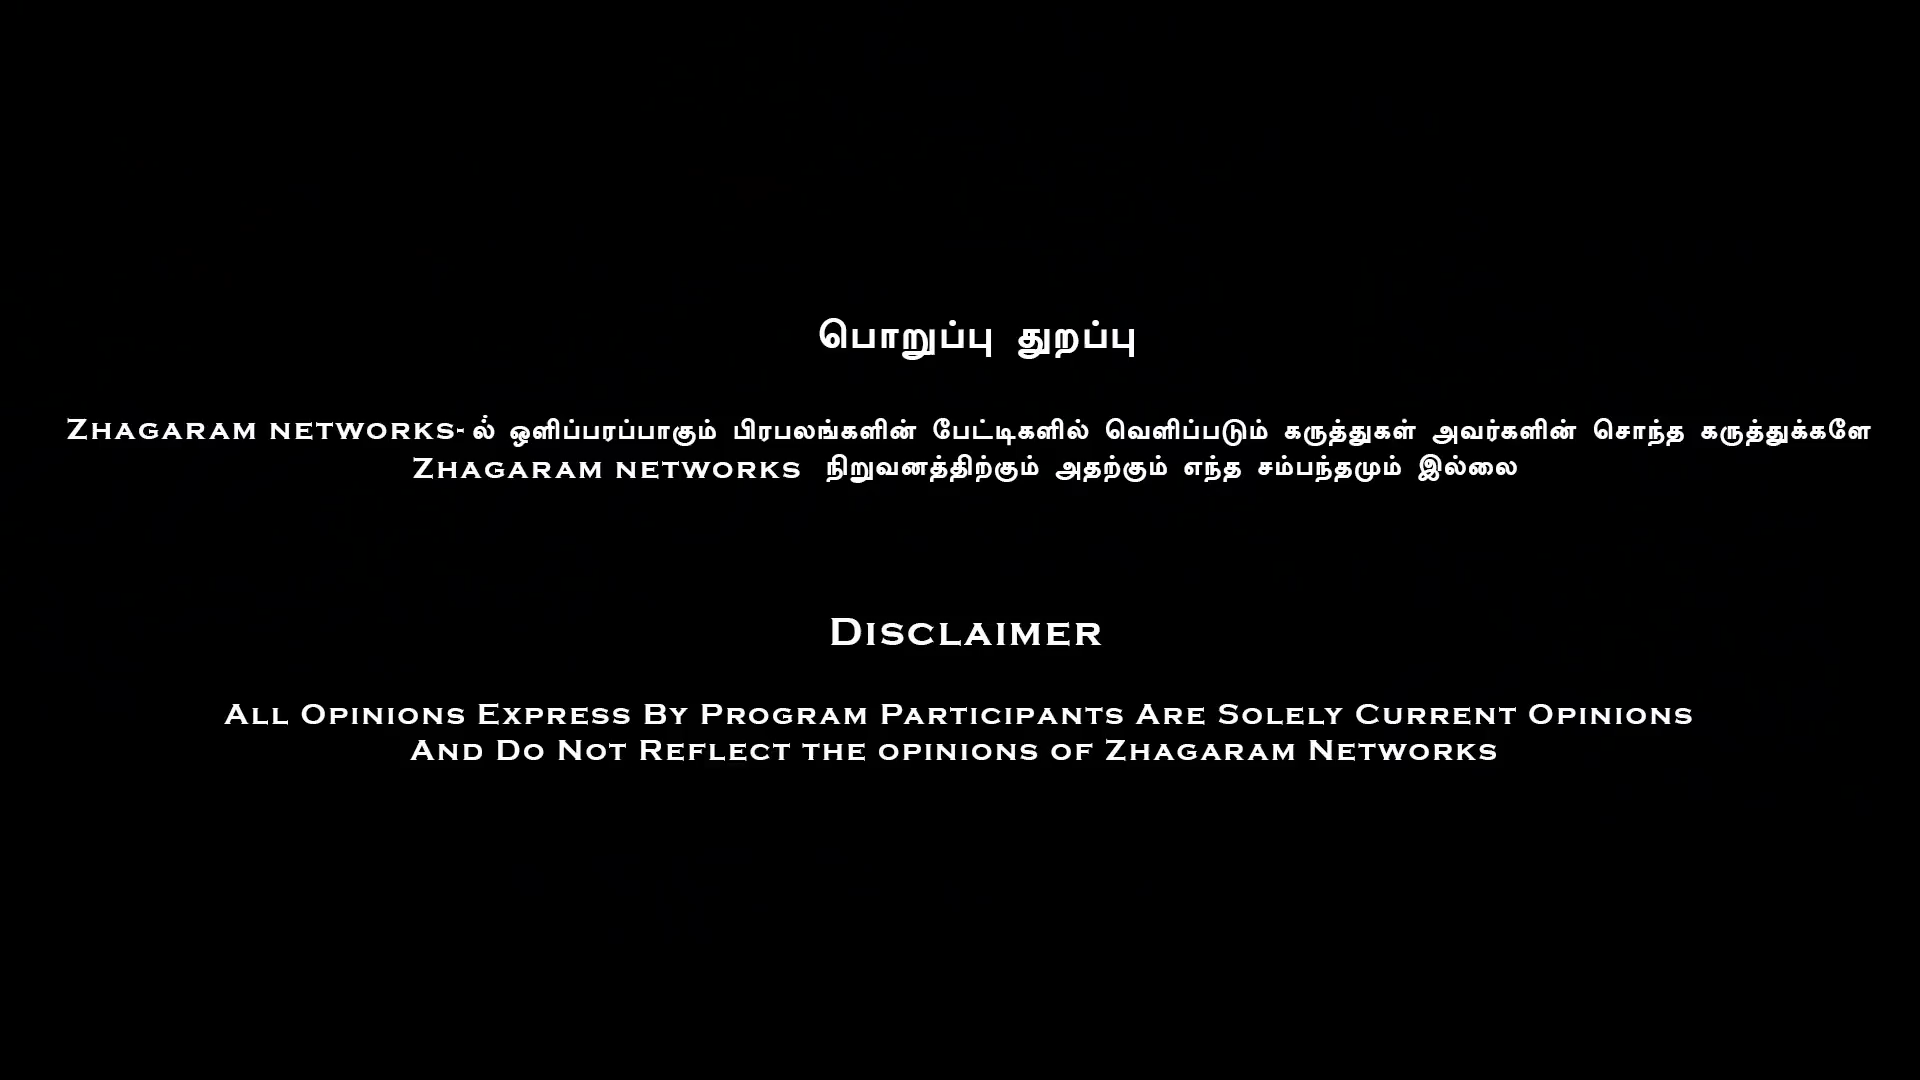 பொறுப்பு துறப்பு
Zhagaram networks-ல் ஒளிப்பரப்பாகும் பிரபலங்களின் பேட்டிகளில் வெளிப்படும் கருத்துகள் அவர்களின் சொந்த கருத்துக்களே
Zhagaram networks நிறுவனத்திற்கும் அதற்கும் எந்த சம்பந்தமும் இல்லை
Disclaimer
All Opinions Express By Program Participants Are Solely Current Opinions
And Do Not Reflect the opinions of Zhagaram Networks